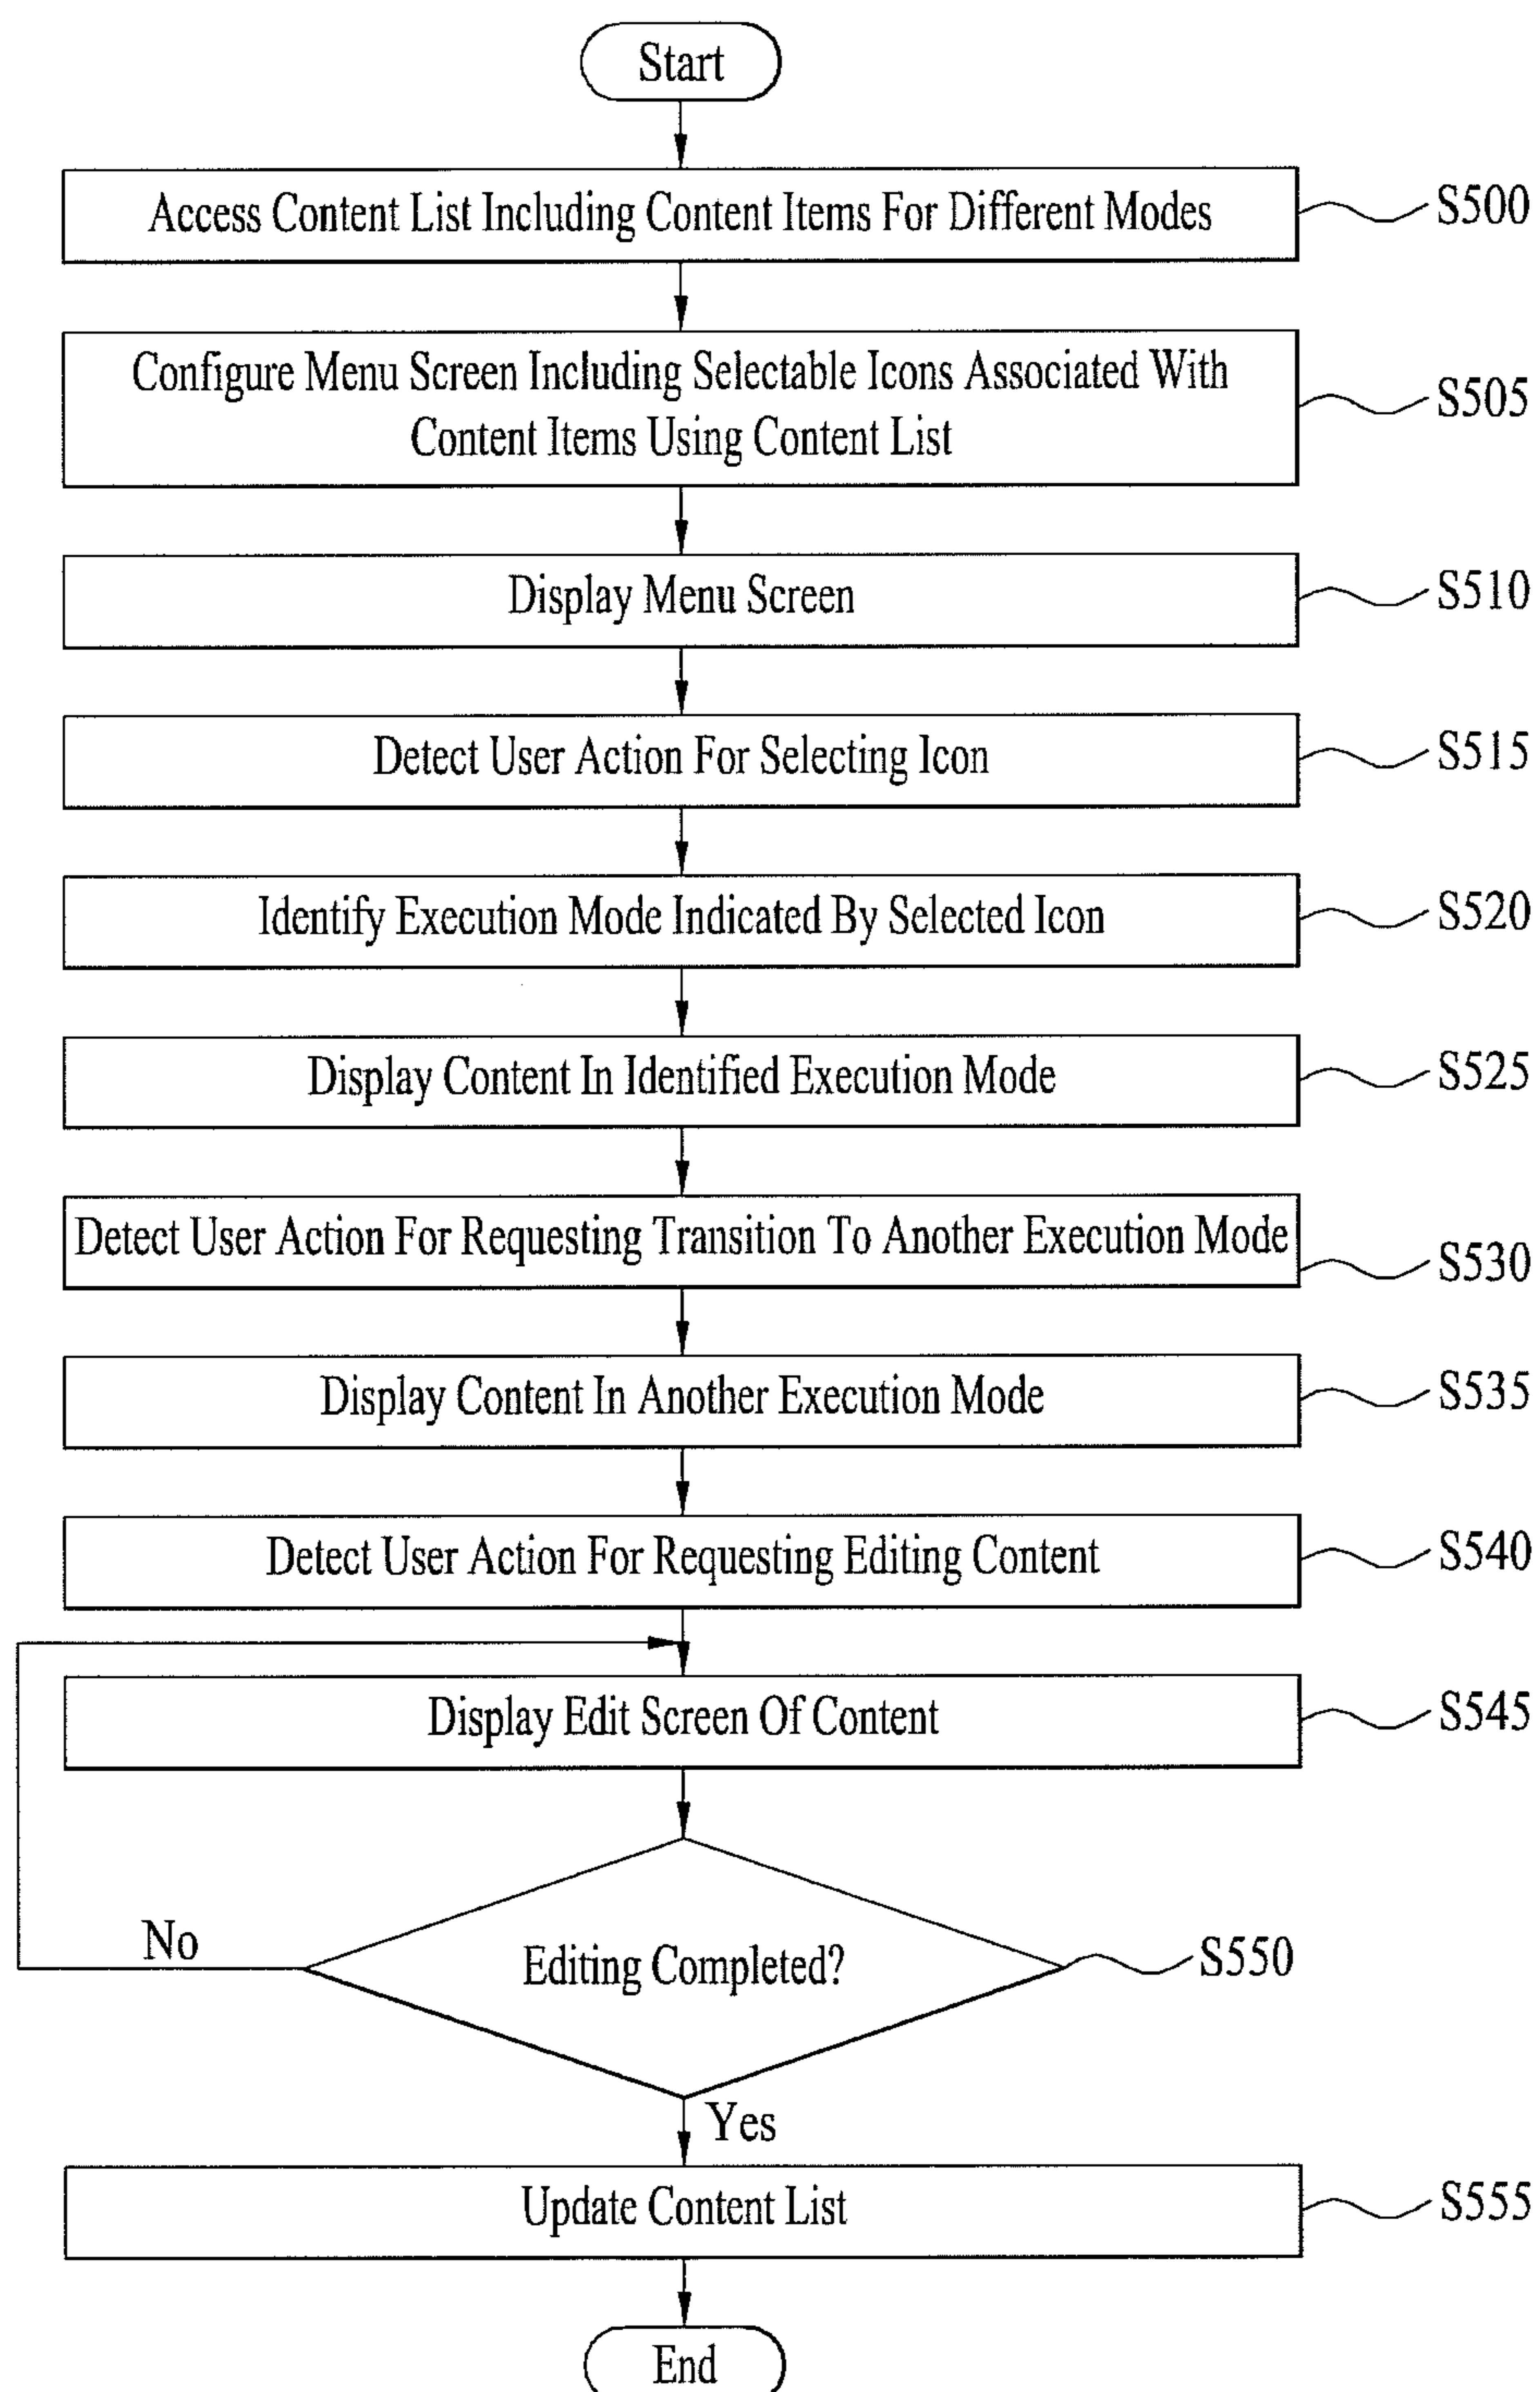 Start
Access Content List Including Content Items For Different Modes
S500
Configure Menu Screen Including Selectable Icons Associated With
Content Items Using Content List
S505
Display Menu Screen
S510
Detect User Action For Selecting Icon
S515
Identify Execution Mode Indicated By Selected Icon
S520
Display Content In Identified Execution Mode
S525
Detect User Action For Requesting Transition To Another Execution Mode
S530
Display Content In Another Execution Mode
S535
Detect User Action For Requesting Editing Content
S540
Display Edit Screen Of Content
S545
No
Editing Completed?
S550
Yes
Update Content List
S555
End